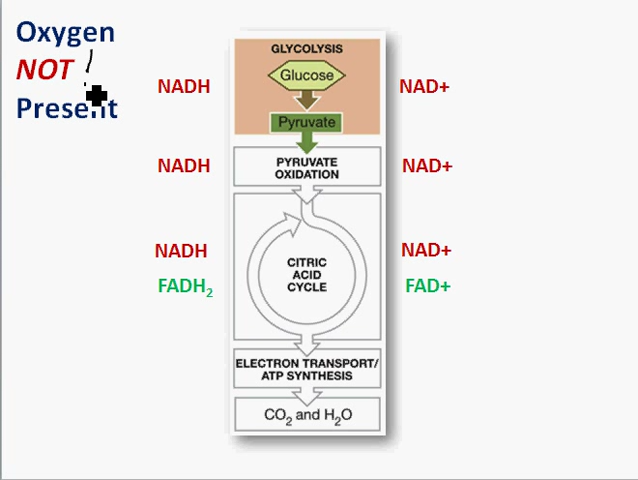 Oxygen
NOT
Present
GLYCOLYSIS
Glucose
NADH
NAD+
Pyruvate
NADH
PYRUVATE
OXIDATION
NAD+
NADH
FADH₂
CITRIC
ACID
CYCLE
NAD+
FAD+
ELECTRON TRANSPORT/
ATP SYNTHESIS
CO₂ and H₂O